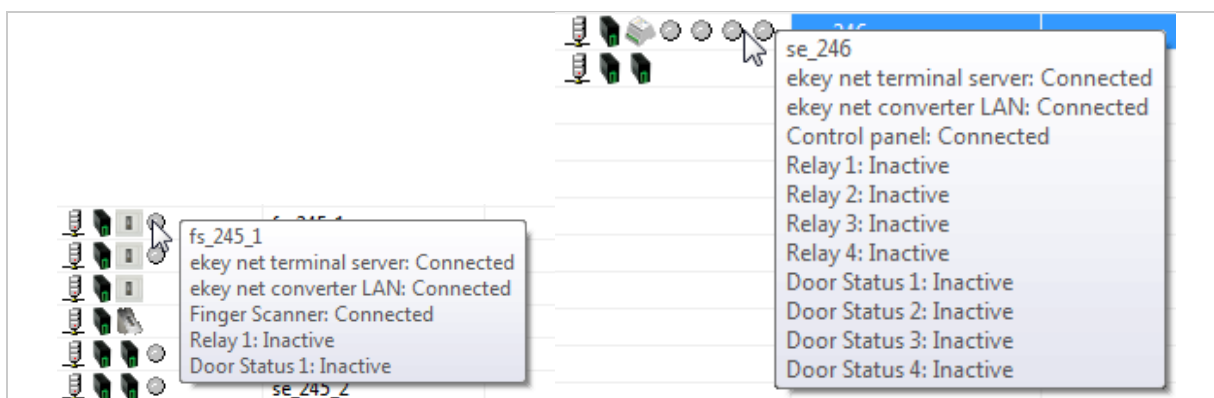 fs_245_1
ekey net terminal server: Connected
ekey net converter LAN: Connected
Finger Scanner: Connected
Relay 1: Inactive
Door Status 1: Inactive
se_245_2
se_246
ekey net terminal server: Connected
ekey net converter LAN: Connected
Control panel: Connected
Relay 1: Inactive
Relay 2: Inactive
Relay 3: Inactive
Relay 4: Inactive
Door Status 1: Inactive
Door Status 2: Inactive
Door Status 3: Inactive
Door Status 4: Inactive